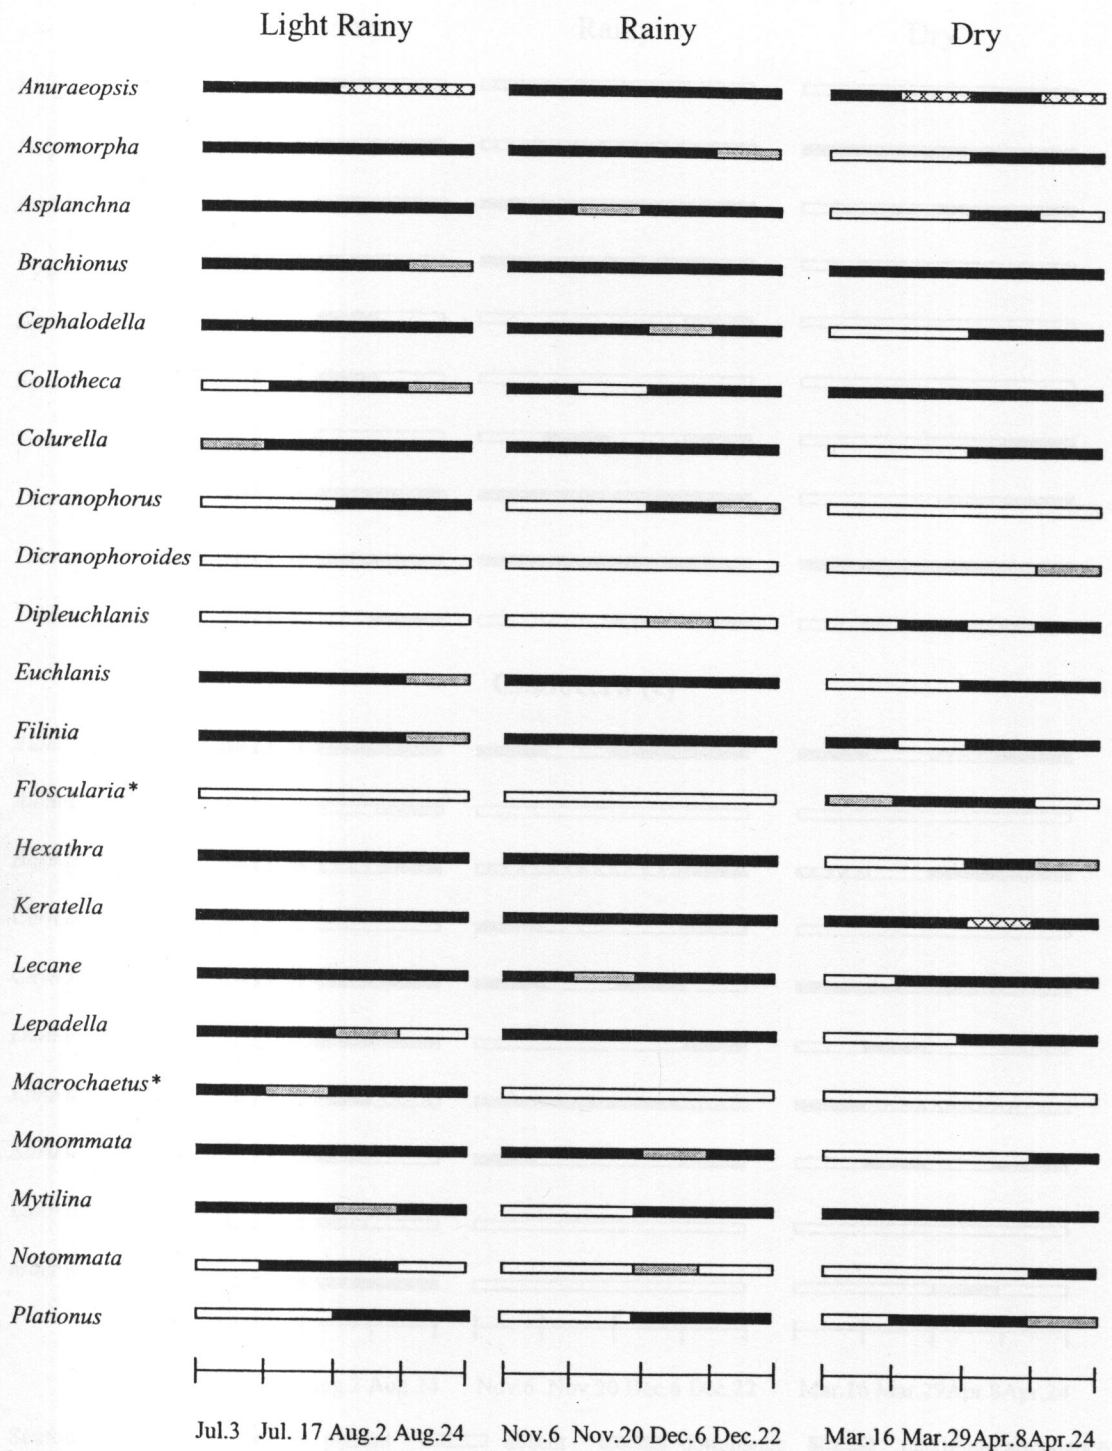 Light Rainy Rainy Dry
Anuraeopsis
Ascomorpha
Asplanchna
Brachionus
Cephalodella
Collotheca
Colurella
Dicranophorus
Dicranophoroides
Dipleuchlanis
Euchlanis
Filinia
Floscularia*
Hexathra
Keratella
Lecane
Lepadella
Macrochaetus*
Monommata
Mytilina
Notommata
Plationus
Jul.3 Jul. 17 Aug.2 Aug.24 Nov.6 Nov.20 Dec.6 Dec.22 Mar.16 Mar.29 Apr.8 Apr.24